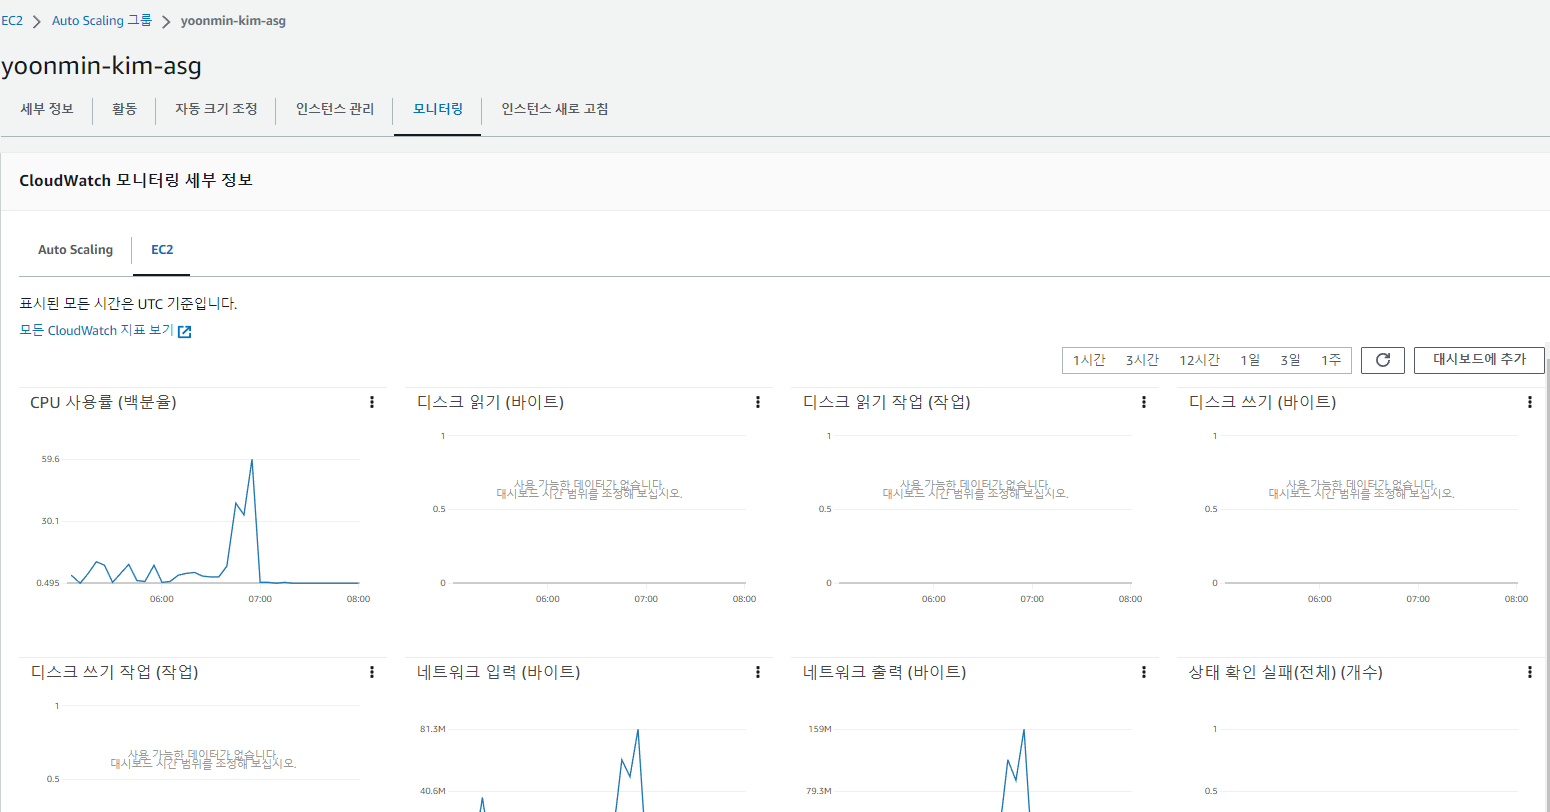 EC2 > Auto Scaling 그룹 > yoonmin-kim-asg
yoonmin-kim-asg
세부 정보 활동 자동 크기 조정 인스턴스 관리 모니터링 인스턴스 새로 고침
CloudWatch 모니터링 세부 정보
Auto Scaling EC2
표시된 모든 시간은 UTC 기준입니다.
모든 CloudWatch 지표 보기
1시간 3시간 12시간 1일 3일 1주 대시보드에 추가
CPU 사용률 (백분율)
59.6
30.1
0.495
06:00 07:00 08:00
디스크 읽기 (바이트)
1
사용 가능한 데이터가 없습니다.
대시보드 시간 범위를 조정해 보십시오.
0.5
0
06:00 07:00 08:00
디스크 읽기 작업 (작업)
1
사용 가능한 데이터가 없습니다.
대시보드 시간 범위를 조정해 보십시오.
0.5
0
06:00 07:00 08:00
디스크 쓰기 (바이트)
1
사용 가능한 데이터가 없습니다.
대시보드 시간 범위를 조정해 보십시오.
0.5
0
06:00 07:00 08:00
디스크 쓰기 작업 (작업)
1
사용 가능한 데이터가 없습니다.
대시보드 시간 범위를 조정해 보십시오.
0.5
네트워크 입력 (바이트)
81.3M
40.6M
네트워크 출력 (바이트)
159M
79.3M
상태 확인 실패(전체) (개수)
1
0.5